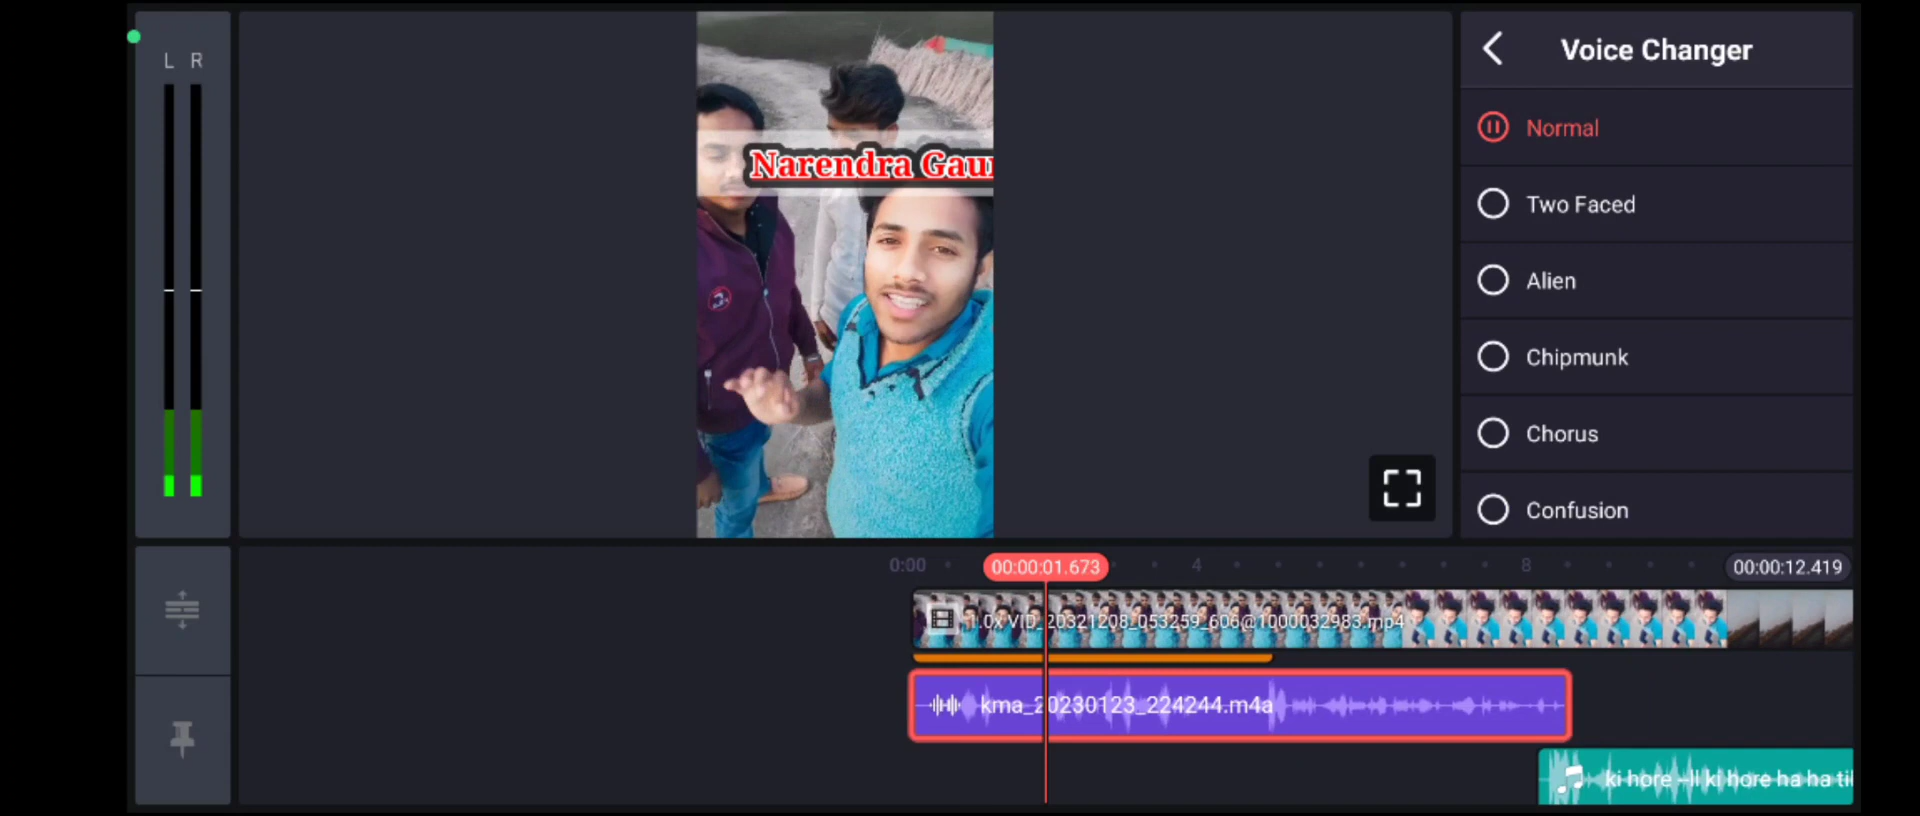 L R
Narendra Gaur
Voice Changer
Normal
Two Faced
Alien
Chipmunk
Chorus
Confusion
0:00
00:00:01.673
4
8
00:00:12.419
1.0x VID_20321208_053259_606@1000032983.mp4
kma_20230123_224244.m4a
ki hore -ll ki hore ha ha til